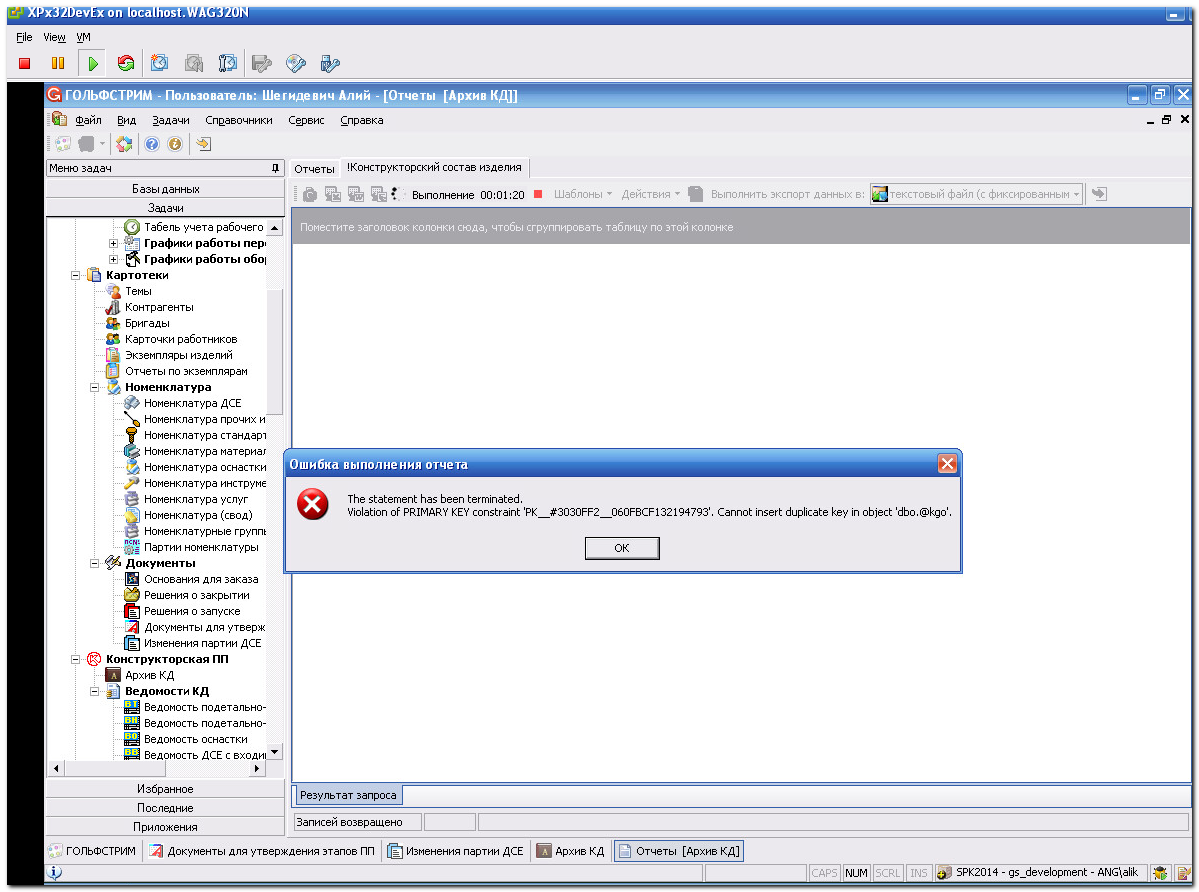 XPx32DevEx on localhost.WAG320N
File View VM
ГОЛЬФСТРИМ - Пользователь: Шегидевич Алий - [Отчеты [Архив КД]]
Файл Вид Задачи Справочники Сервис Справка
Меню задач
Отчеты !Конструкторский состав изделия
Базы данных
Задачи
Выполнение 00:01:20 Шаблоны Действия Выполнить экспорт данных в: текстовый файл (с фиксированным
Поместите заголовок колонки сюда, чтобы сгруппировать таблицу по этой колонке
Табель учета рабочего
Графики работы пер
Графики работы обор
Картотеки
Темы
Контрагенты
Бригады
Карточки работников
Экземпляры изделий
Отчеты по экземплярам
Номенклатура
Номенклатура ДСЕ
Номенклатура прочих и
Номенклатура стандарт
Номенклатура материал
Номенклатура оснастки
Номенклатура инструме
Номенклатура услуг
Номенклатура (свод)
Номенклатурные группы
Партии номенклатуры
Документы
Основания для заказа
Решения о закрытии
Решения о запуске
Документы для утверж
Изменения партии ДСЕ
Конструкторская ПП
Архив КД
Ведомости КД
Ведомость подетально-
Ведомость подетально-
Ведомость оснастки
Ведомость ДСЕ с входи
Ошибка выполнения отчета
The statement has been terminated.
Violation of PRIMARY KEY constraint 'PK__#3030FF2__060FBCF132194793'. Cannot insert duplicate key in object 'dbo.@kgo'.
OK
Избранное
Последние
Приложения
Результат запроса
Записей возвращено
ГОЛЬФСТРИМ Документы для утверждения этапов ПП Изменения партии ДСЕ Архив КД Отчеты [Архив КД]
CAPS NUM SCRL INS SPK2014 - gs_development - ANG\alik